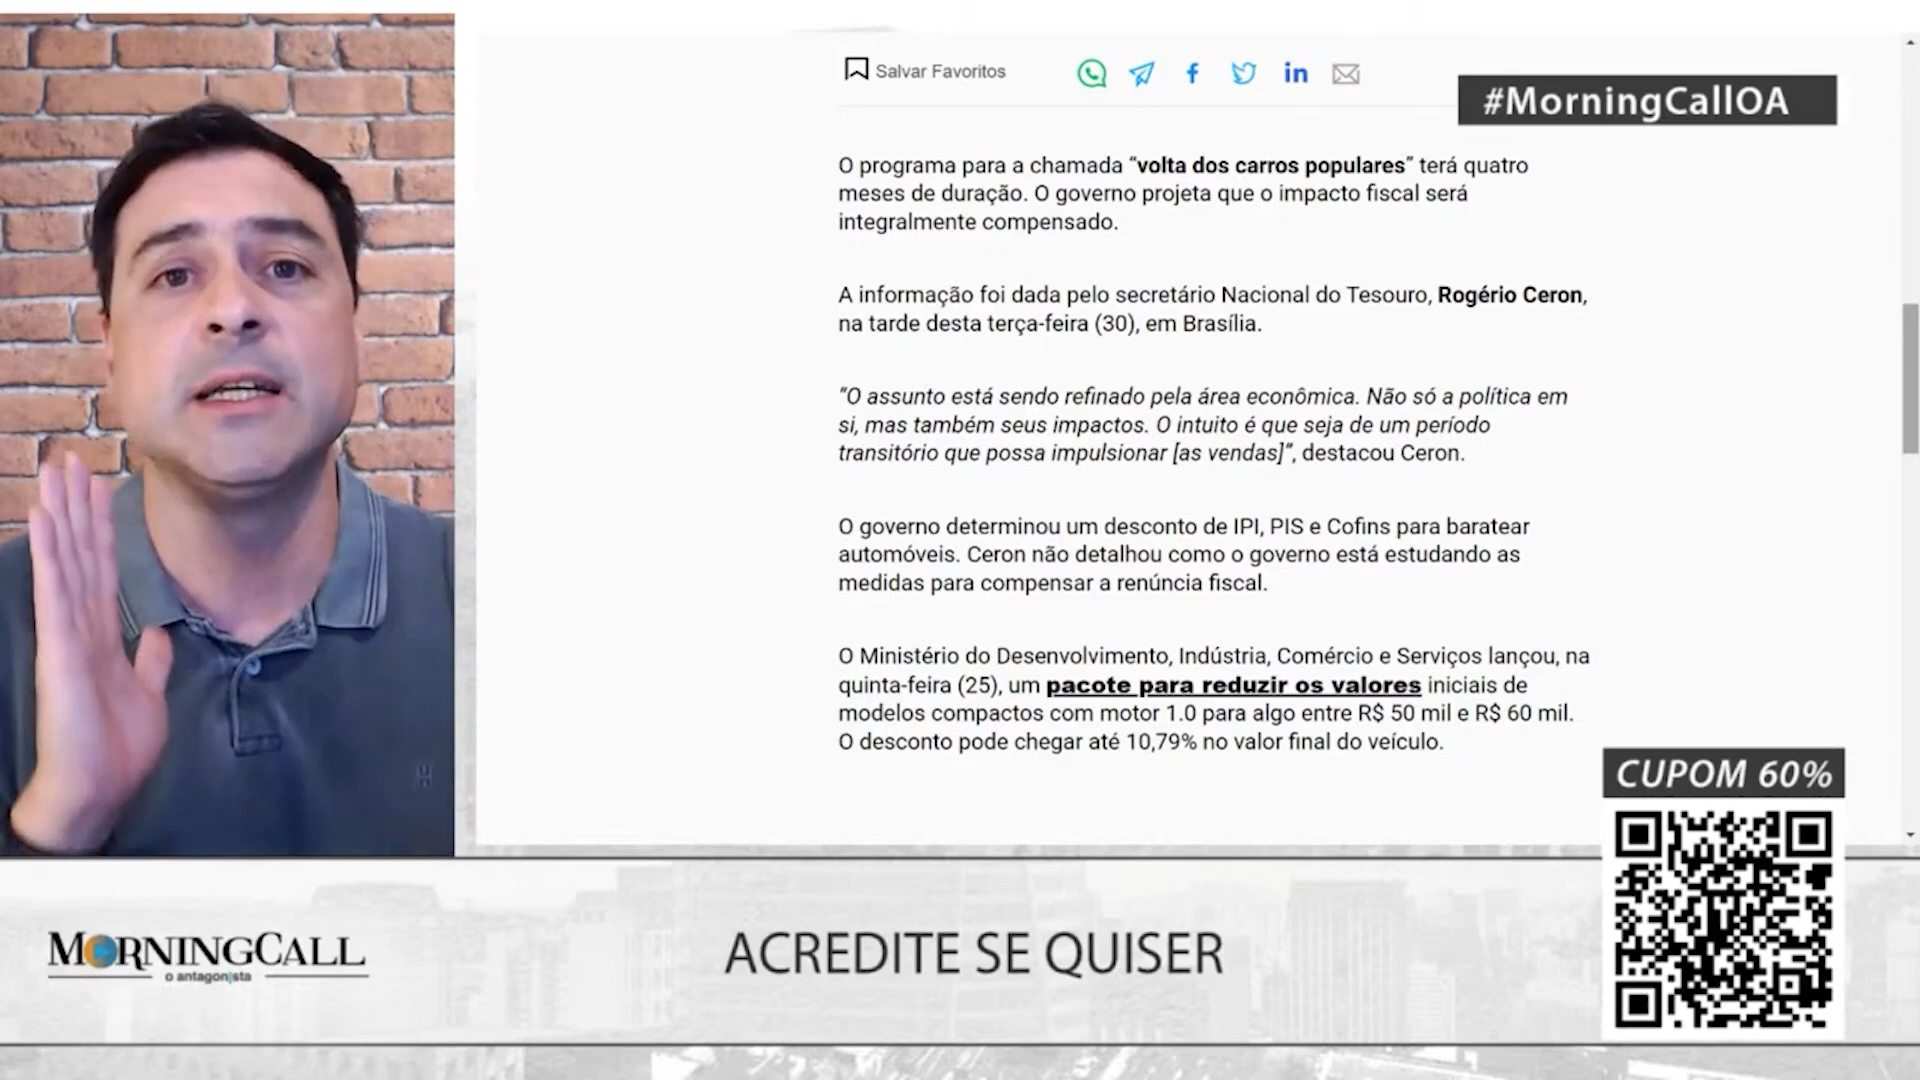 Salvar Favoritos
#MorningCallOA
O programa para a chamada “volta dos carros populares” terá quatro
meses de duração. O governo projeta que o impacto fiscal será
integralmente compensado.
A informação foi dada pelo secretário Nacional do Tesouro, Rogério Ceron,
na tarde desta terça-feira (30), em Brasília.
“O assunto está sendo refinado pela área econômica. Não só a política em
si, mas também seus impactos. O intuito é que seja de um período
transitório que possa impulsionar [as vendas]”, destacou Ceron.
O governo determinou um desconto de IPI, PIS e Cofins para baratear
automóveis. Ceron não detalhou como o governo está estudando as
medidas para compensar a renúncia fiscal.
O Ministério do Desenvolvimento, Indústria, Comércio e Serviços lançou, na
quinta-feira (25), um pacote para reduzir os valores iniciais de
modelos compactos com motor 1.0 para algo entre R$ 50 mil e R$ 60 mil.
O desconto pode chegar até 10,79% no valor final do veículo.
CUPOM 60%
MORNINGCALL
o antagonista
ACREDITE SE QUISER